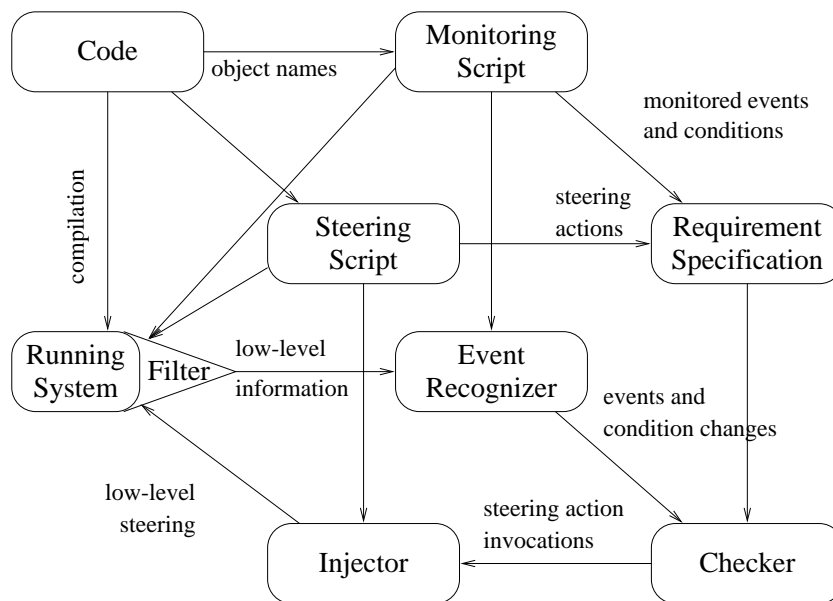 Code
object names
Monitoring
Script
monitored events
and conditions
compilation
Steering
Script
steering
actions
Requirement
Specification
Running
System
Filter
low-level
information
Event
Recognizer
events and
condition changes
low-level
steering
Injector
steering action
invocations
Checker